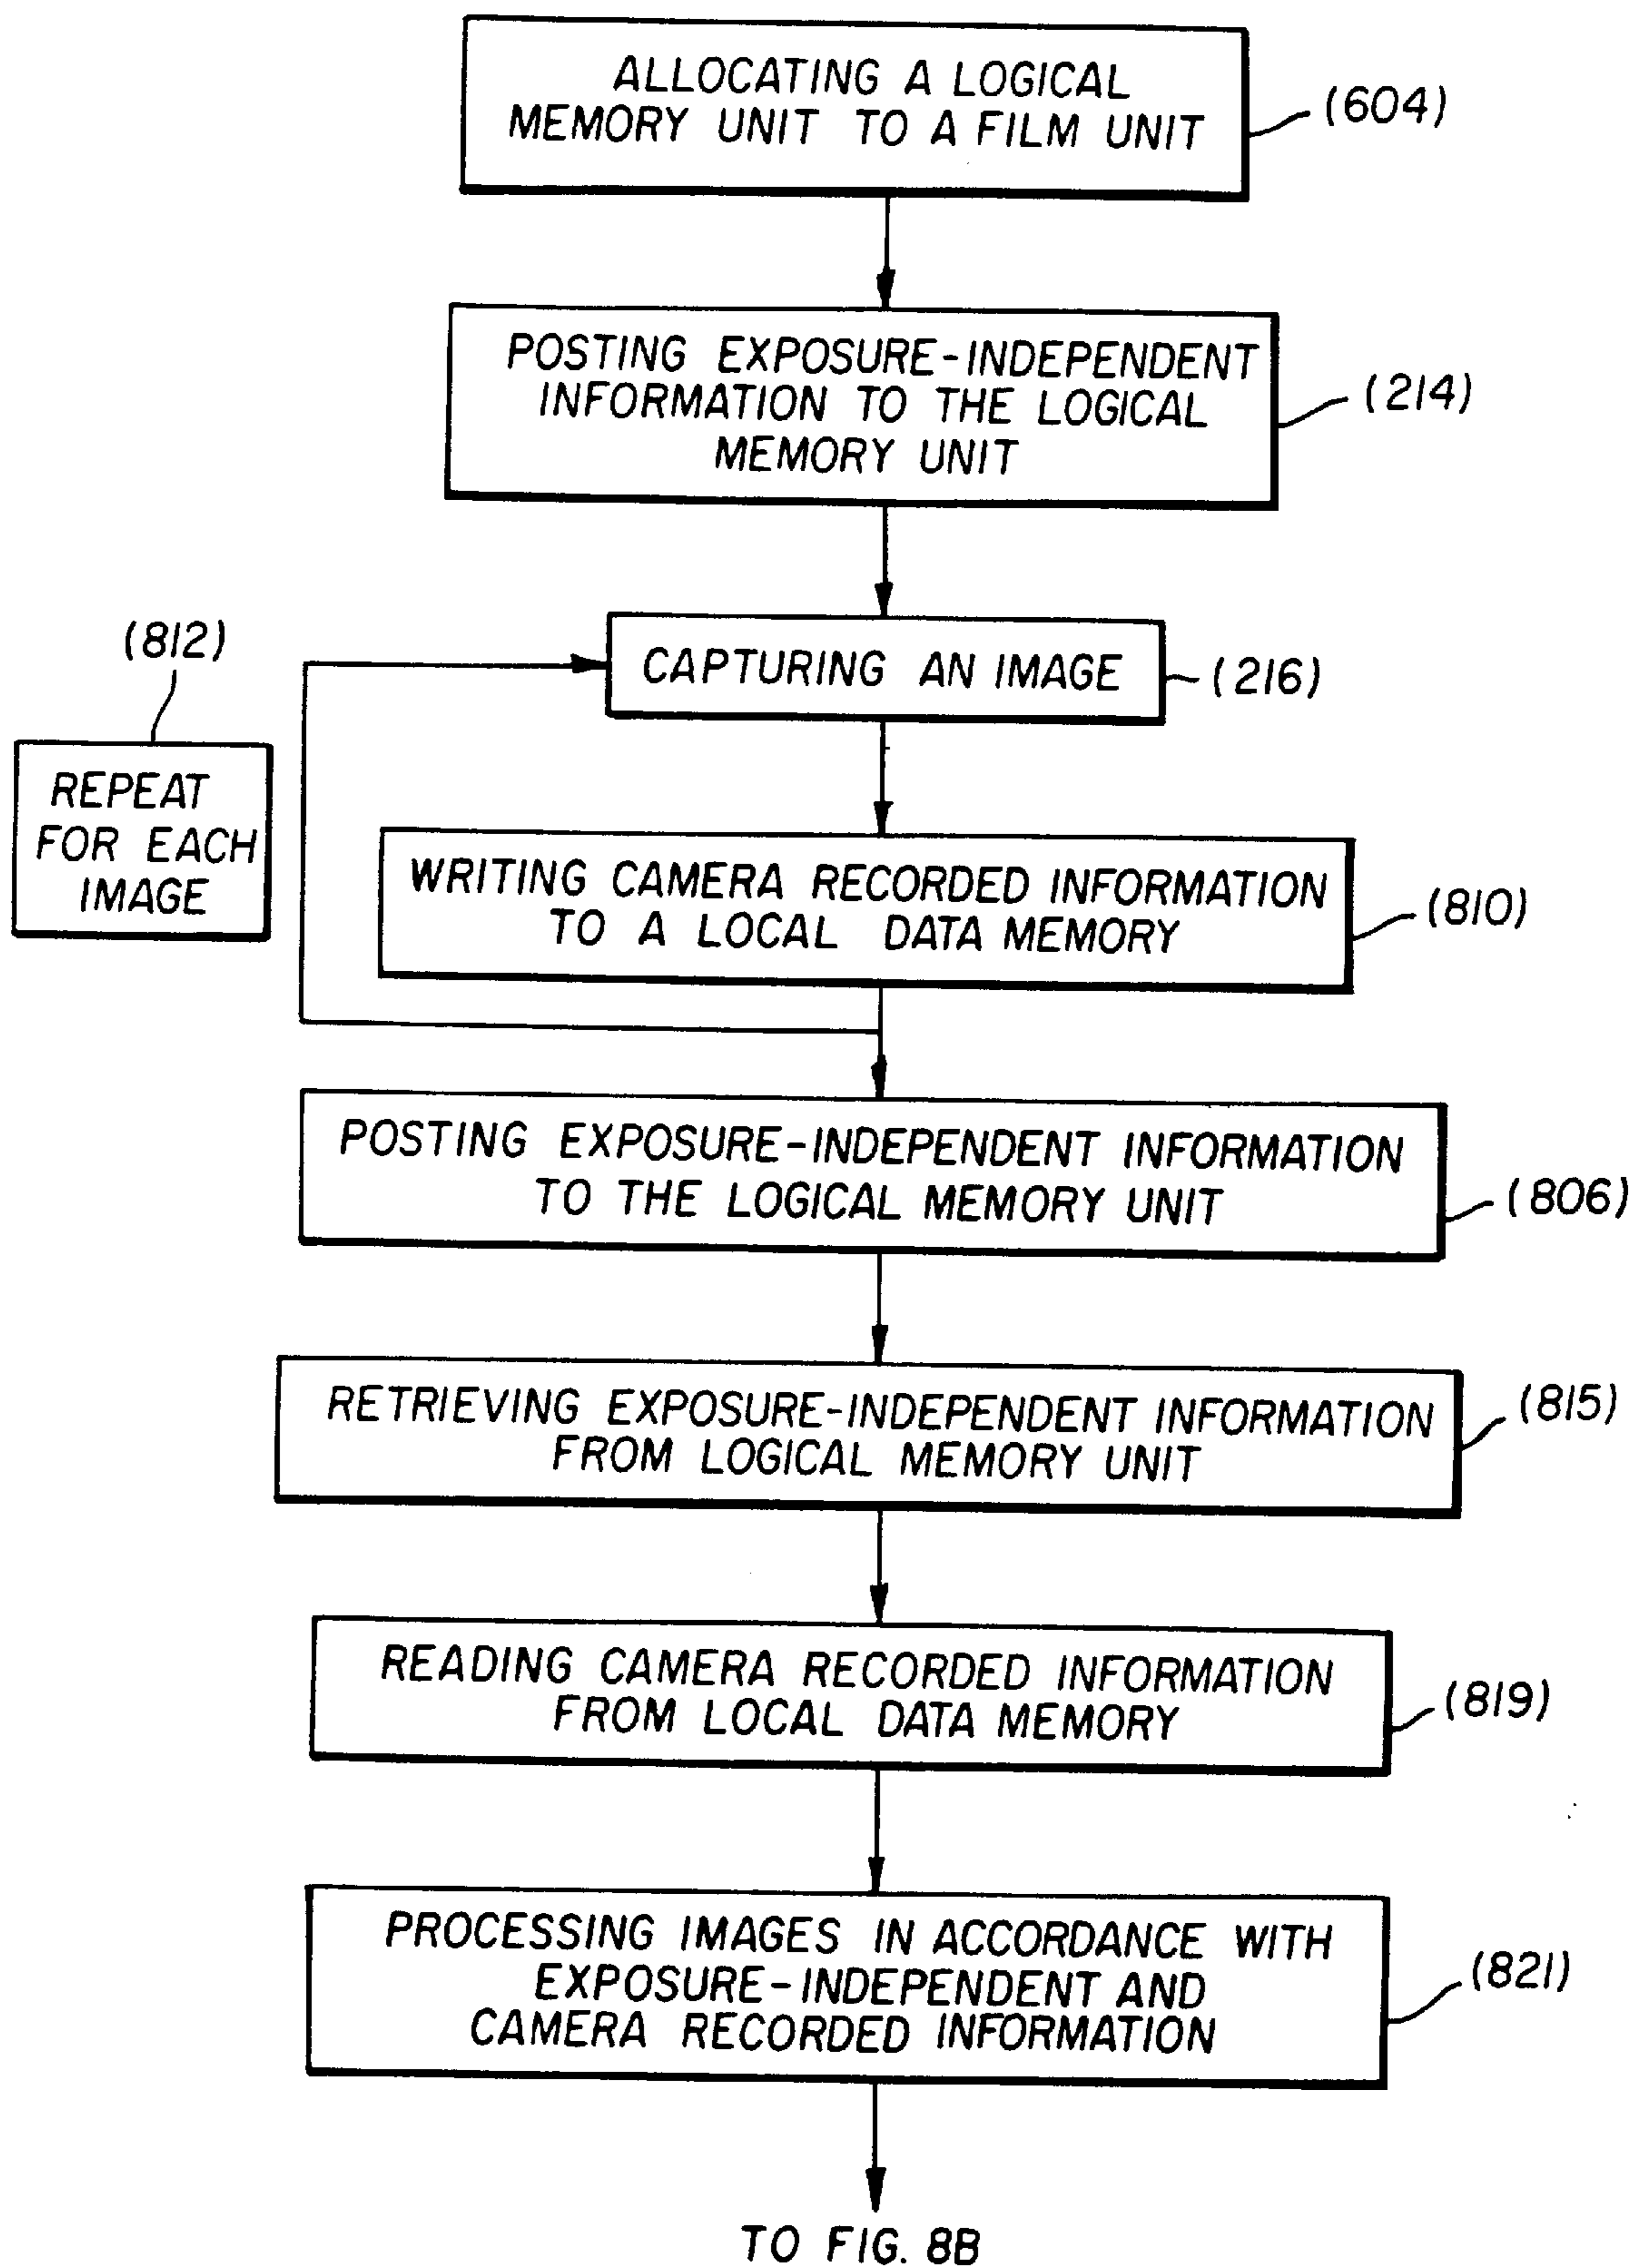 ALLOCATING A LOGICAL
MEMORY UNIT TO A FILM UNIT
(604)
POSTING EXPOSURE-INDEPENDENT
INFORMATION TO THE LOGICAL
MEMORY UNIT
(214)
CAPTURING AN IMAGE
(216)
(812)
REPEAT
FOR EACH
IMAGE
WRITING CAMERA RECORDED INFORMATION
TO A LOCAL DATA MEMORY
(810)
POSTING EXPOSURE-INDEPENDENT INFORMATION
TO THE LOGICAL MEMORY UNIT
(806)
RETRIEVING EXPOSURE-INDEPENDENT INFORMATION
FROM LOGICAL MEMORY UNIT
(815)
READING CAMERA RECORDED INFORMATION
FROM LOCAL DATA MEMORY
(819)
PROCESSING IMAGES IN ACCORDANCE WITH
EXPOSURE-INDEPENDENT AND
CAMERA RECORDED INFORMATION
(821)
TO FIG. 8B